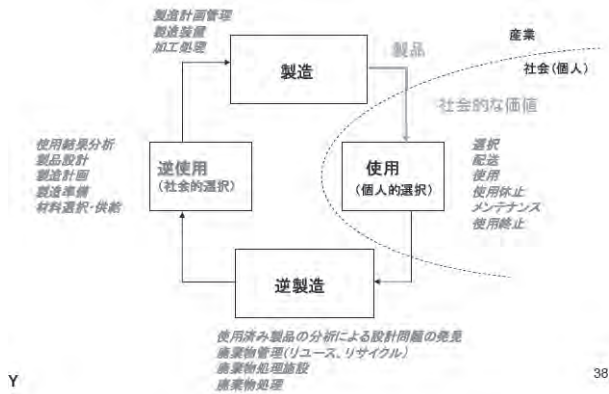 製造計画管理
製造装置
加工処理
製造
製品
産業
社会(個人)
社会的な価値
使用結果分析
製品設計
製造計画
製造準備
材料選択・供給
逆使用
(社会的選択)
使用
(個人的選択)
選択
配送
使用
使用休止
メンテナンス
使用終止
逆製造
使用済み製品の分析による設計問題の発見
廃棄物管理(リユース、リサイクル)
廃棄物処理施設
廃棄物処理
Y
38